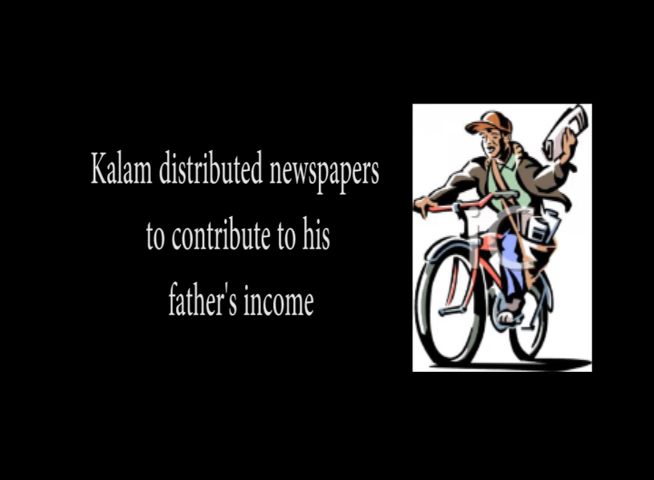 Kalam distributed newspapers
to contribute to his
father's income